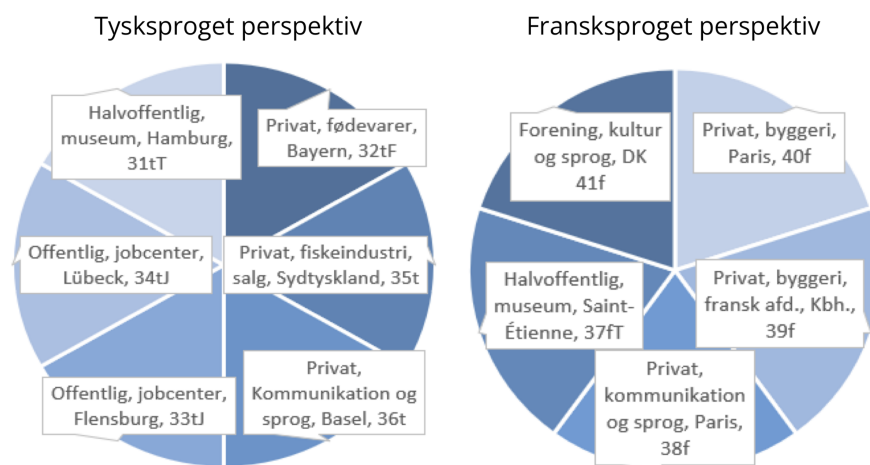 Tysksproget perspektiv
Fransksproget perspektiv
Halvoffentlig,
museum, Hamburg,
31tT
Privat, fødevarer,
Bayern, 32tF
Offentlig, jobcenter,
Lübeck, 34tJ
Privat, fiskeindustri,
salg, Sydtyskland, 35t
Offentlig, jobcenter,
Flensburg, 33tJ
Privat,
Kommunikation og
sprog, Basel, 36t
Forening, kultur
og sprog, DK
41f
Privat, byggeri,
Paris, 40f
Halvoffentlig,
museum, Saint-
Étienne, 37fT
Privat, byggeri,
fransk afd., Kbh.,
39f
Privat,
kommunikation
og sprog, Paris,
38f